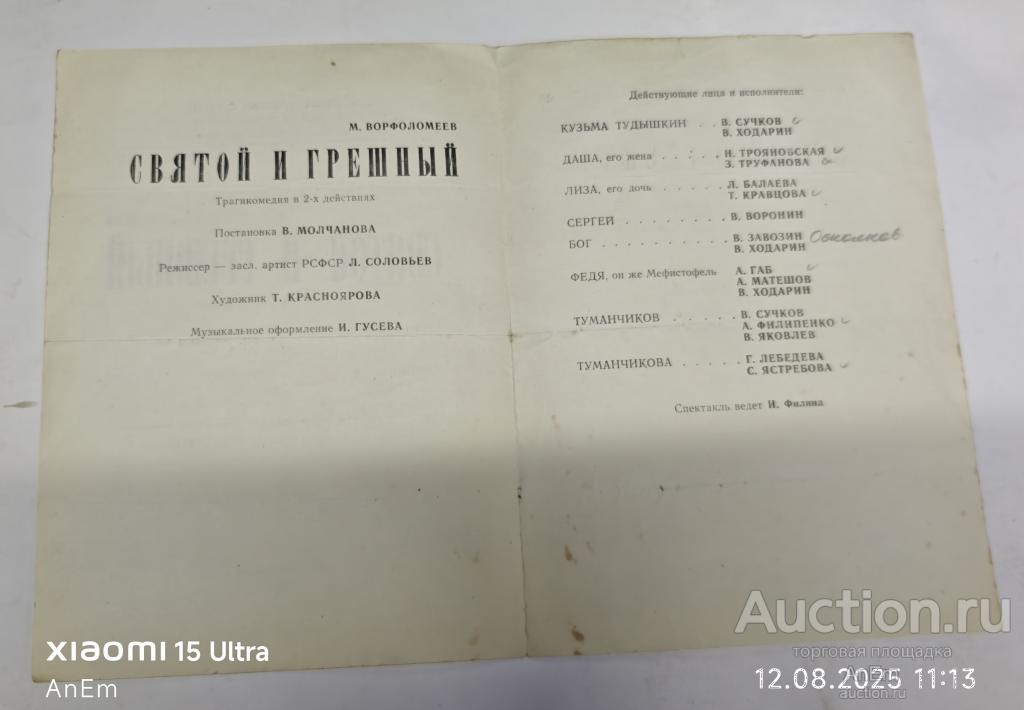 М. ВОРФОЛОМЕЕВ
СВЯТОЙ И ГРЕШНЫЙ
Трагикомедия в 2-х действиях
Постановка В. МОЛЧАНОВА
Режиссер — засл. артист РСФСР Л. СОЛОВЬЕВ
Художник Т. КРАСНОЯРОВА
Музыкальное оформление И. ГУСЕВА
Действующие лица и исполнители:
КУЗЬМА ТУДЫШКИН . . В. СУЧКОВ
В. ХОДАРИН
ДАША, его жена . . . . . Н. ТРОЯНОВСКАЯ
З. ТРУФАНОВА
ЛИЗА, его дочь . . . . . . Л. БАЛАЕВА
Т. КРАВЦОВА
СЕРГЕЙ . . . . . . . . В. ВОРОНИН
БОГ . . . . . . . . . . В. ЗАВОЗИН
В. ХОДАРИН
ФЕДЯ, он же Мефистофель А. ГАБ
А. МАТЕШОВ
В. ХОДАРИН
ТУМАНЧИКОВ . . . . . . В. СУЧКОВ
А. ФИЛИПЕНКО
В. ЯКОВЛЕВ
ТУМАНЧИКОВА . . . . . Г. ЛЕБЕДЕВА
С. ЯСТРЕБОВА
Спектакль ведет И. Филина
Auction.ru
торговая площадка
AnEm
auction.ru
XIAOMI 15 Ultra
AnEm
12.08.2025 11:13